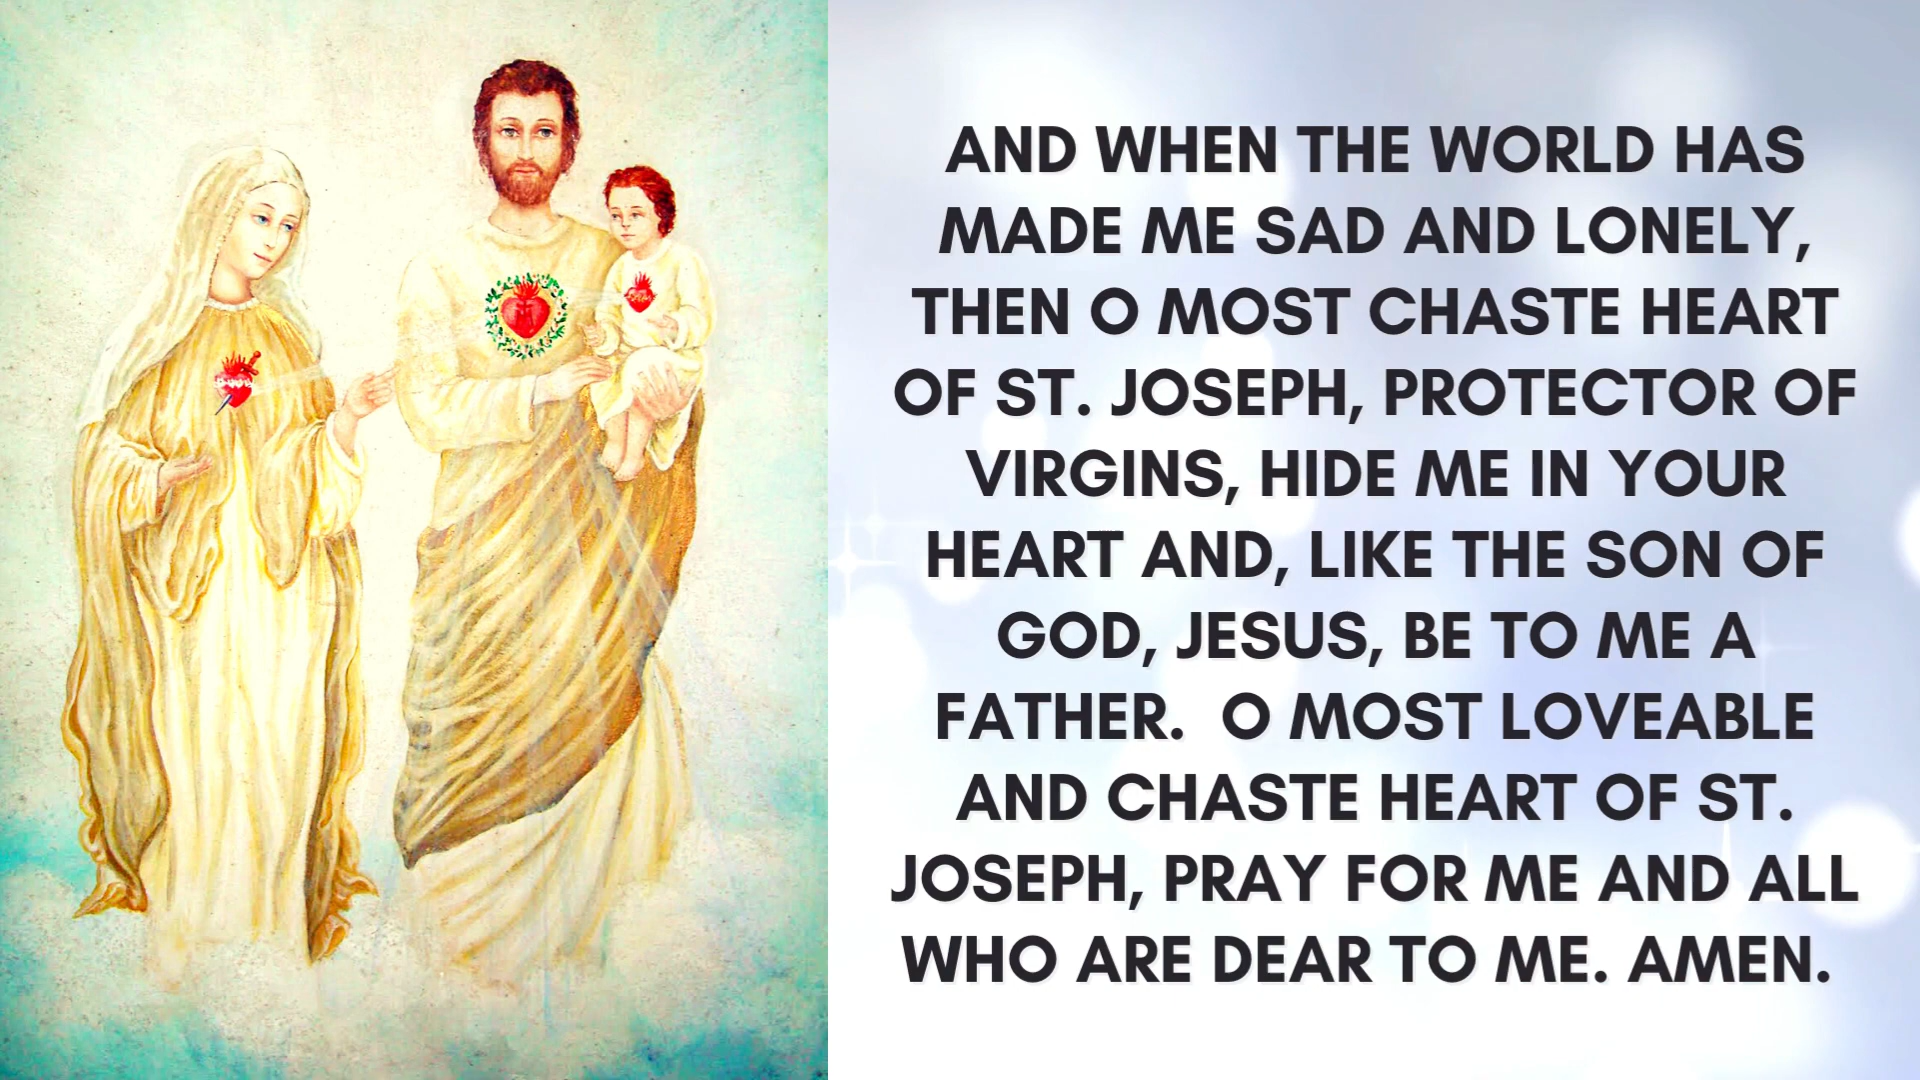 AND WHEN THE WORLD HAS
MADE ME SAD AND LONELY,
THEN O MOST CHASTE HEART
OF ST. JOSEPH, PROTECTOR OF
VIRGINS, HIDE ME IN YOUR
HEART AND, LIKE THE SON OF
GOD, JESUS, BE TO ME A
FATHER.  O MOST LOVEABLE
AND CHASTE HEART OF ST.
JOSEPH, PRAY FOR ME AND ALL
WHO ARE DEAR TO ME. AMEN.